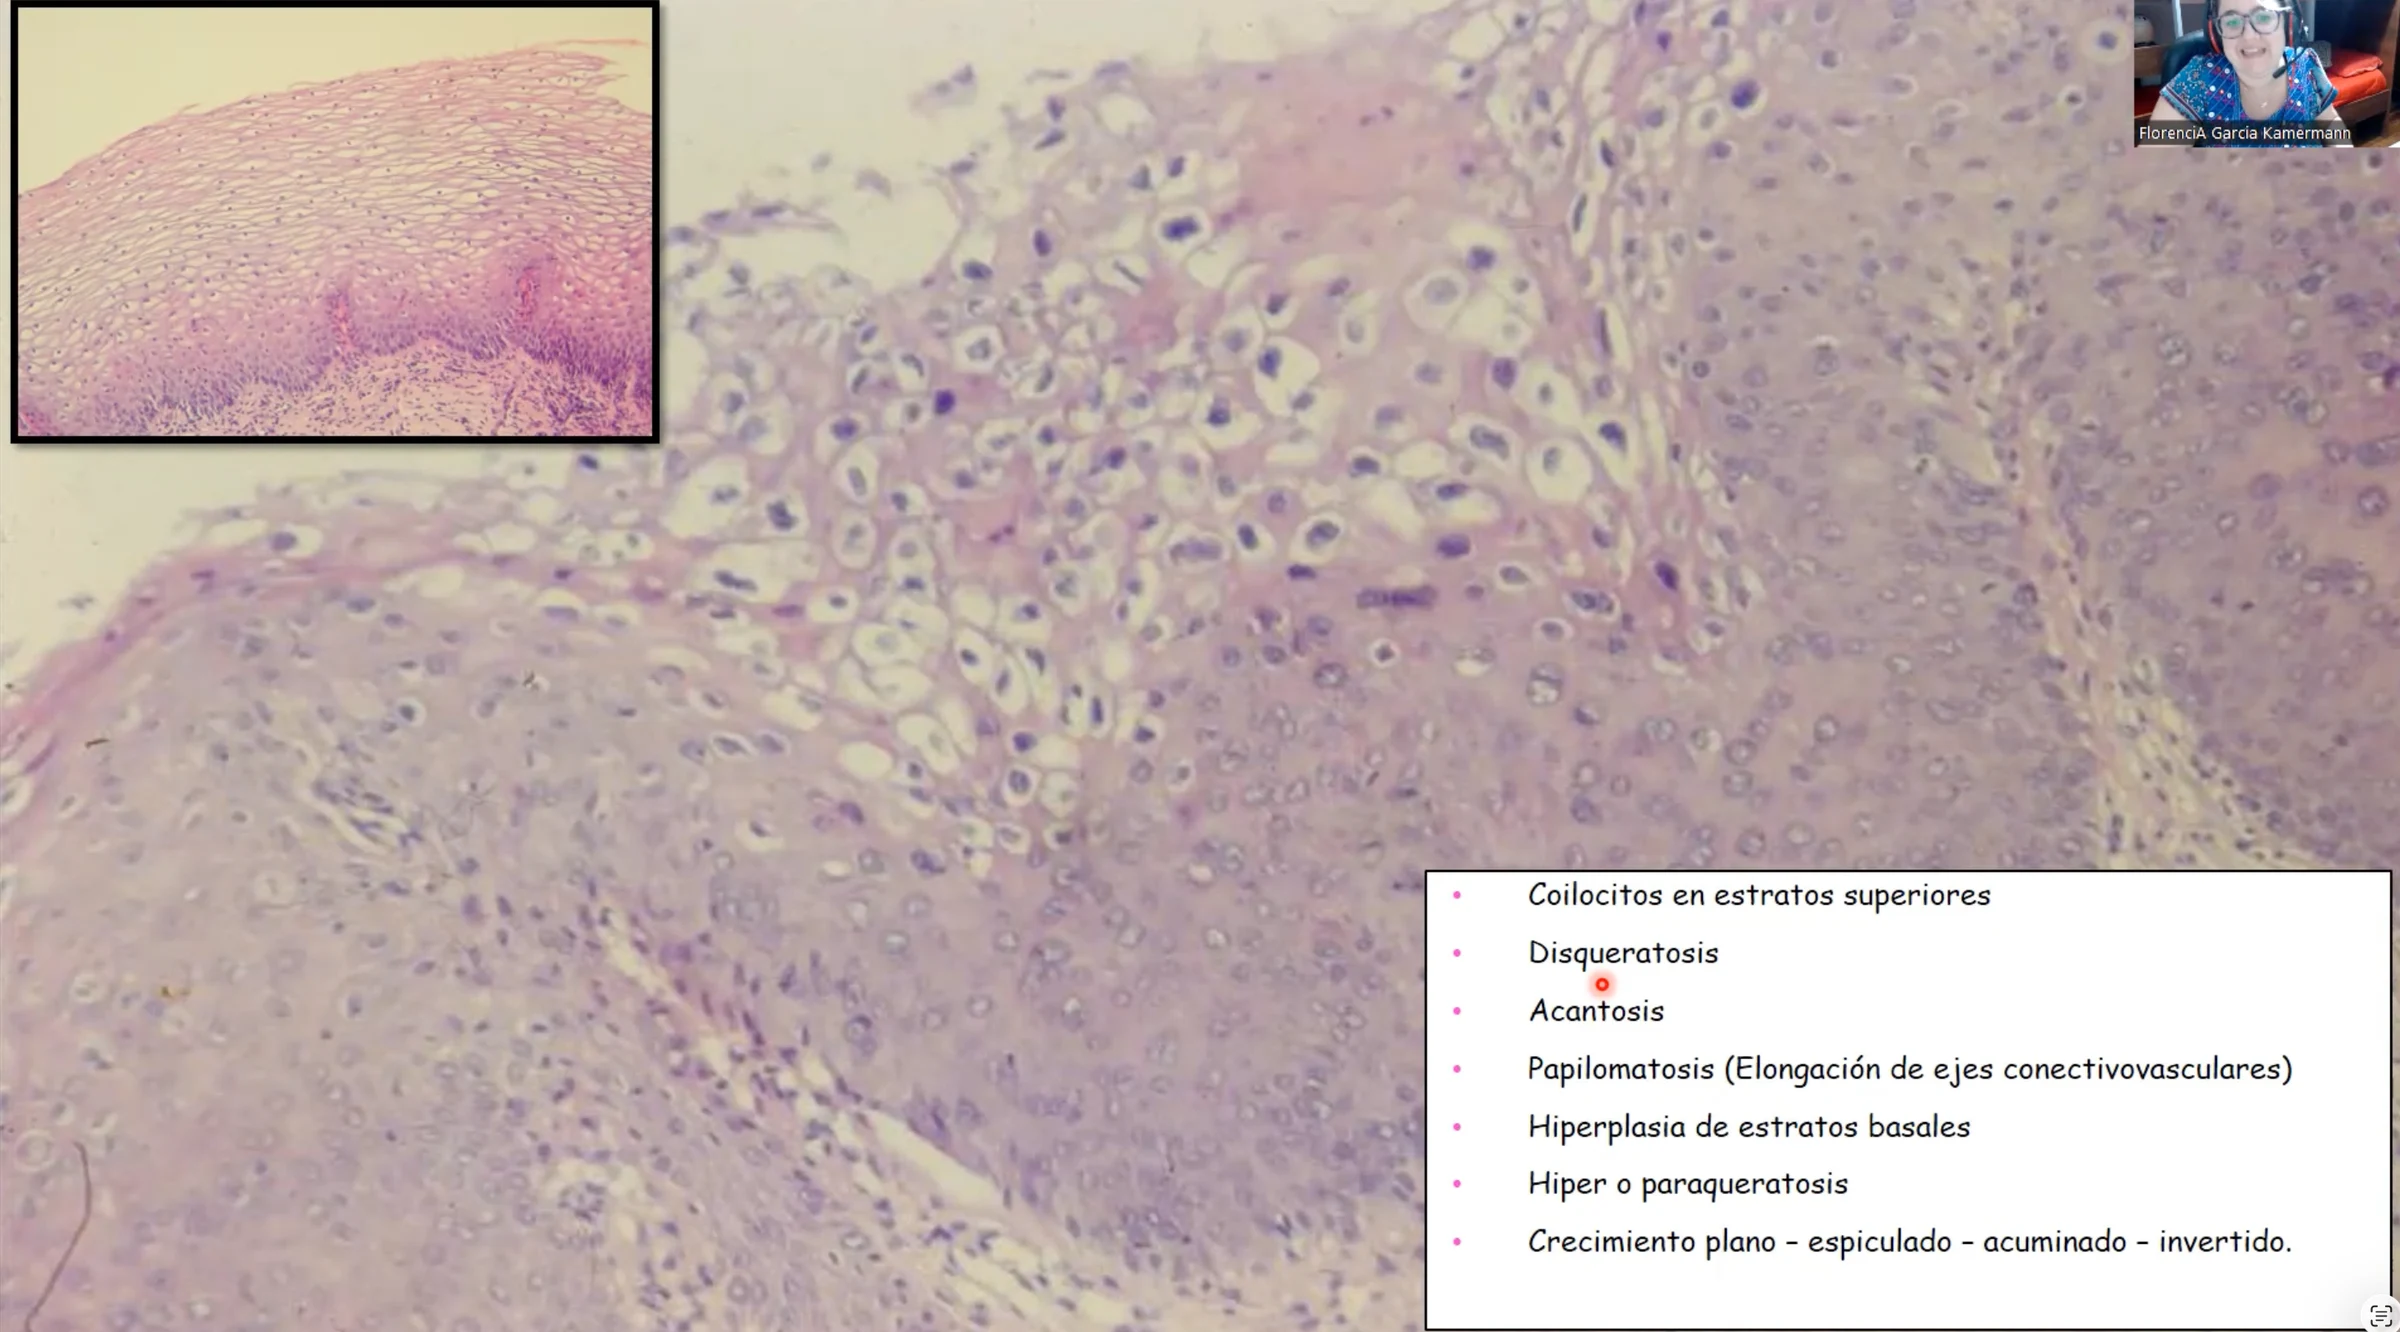 FlorenciA Garcia Kamermann
• Coilocitos en estratos superiores
• Disqueratosis
• Acantosis
• Papilomatosis (Elongación de ejes conectivovasculares)
• Hiperplasia de estratos basales
• Hiper o paraqueratosis
• Crecimiento plano – espiculado – acuminado – invertido.